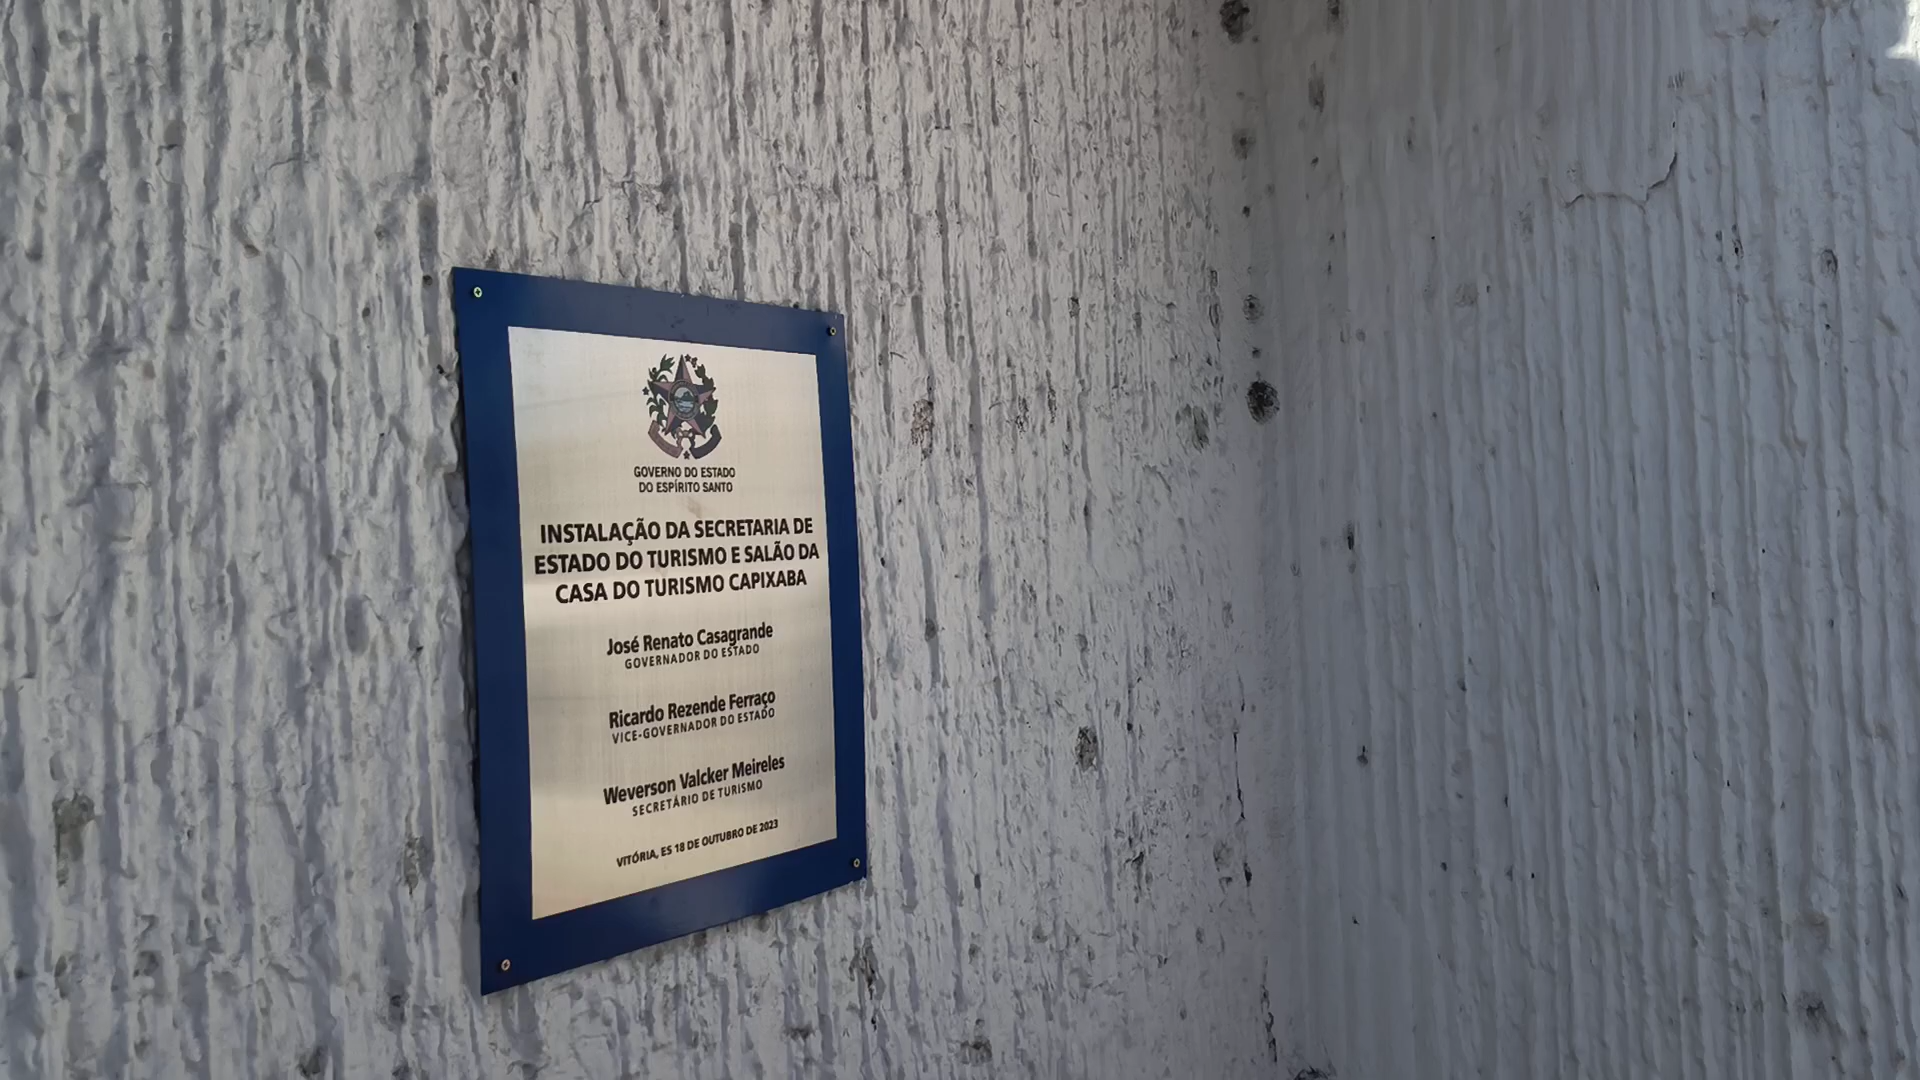 GOVERNO DO ESTADO
DO ESPÍRITO SANTO
INSTALAÇÃO DA SECRETARIA DE
ESTADO DO TURISMO E SALÃO DA
CASA DO TURISMO CAPIXABA
José Renato Casagrande
GOVERNADOR DO ESTADO
Ricardo Rezende Ferraço
VICE-GOVERNADOR DO ESTADO
Weverson Valcker Meireles
SECRETÁRIO DE TURISMO
VITÓRIA, ES 18 DE OUTUBRO DE 2023